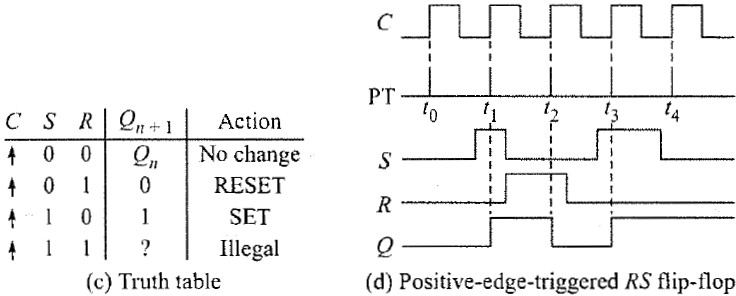 C S R Qn+1 Action
↑ 0 0 Qn No change
↑ 0 1 0 RESET
↑ 1 0 1 SET
↑ 1 1 ? Illegal
(c) Truth table
C
PT
t0 t1 t2 t3 t4
S
R
Q
(d) Positive-edge-triggered RS flip-flop